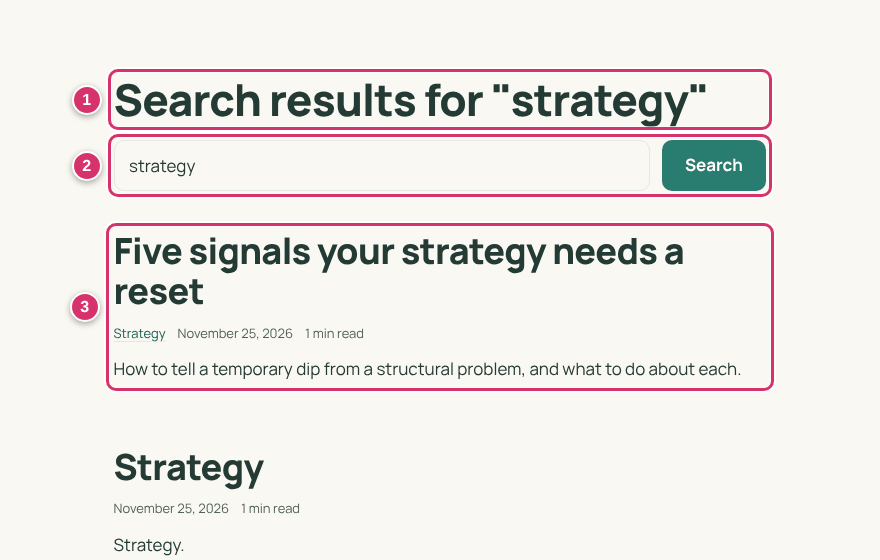 1
Search results for "strategy"
2
strategy
Search
Five signals your strategy needs a
reset
3
Strategy November 25, 2026 1 min read
How to tell a temporary dip from a structural problem, and what to do about each.
Strategy
November 25, 2026 1 min read
Strategy.